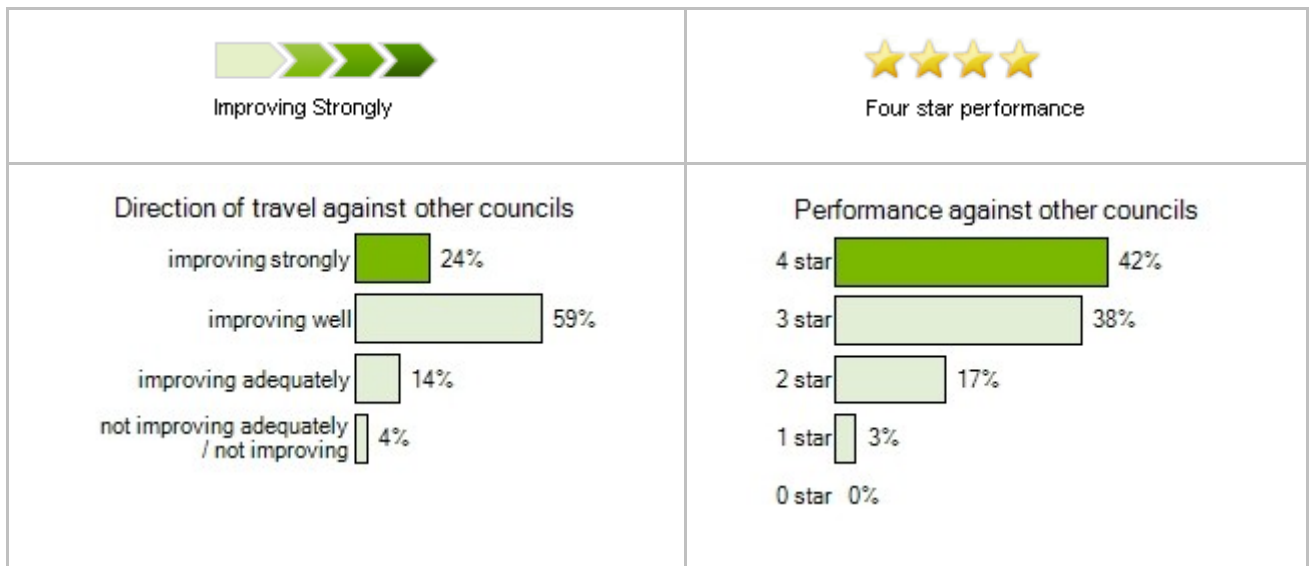 Improving Strongly
Four star performance
Direction of travel against other councils
improving strongly 24%
improving well 59%
improving adequately 14%
not improving adequately
/ not improving 4%
Performance against other councils
4 star 42%
3 star 38%
2 star 17%
1 star 3%
0 star 0%